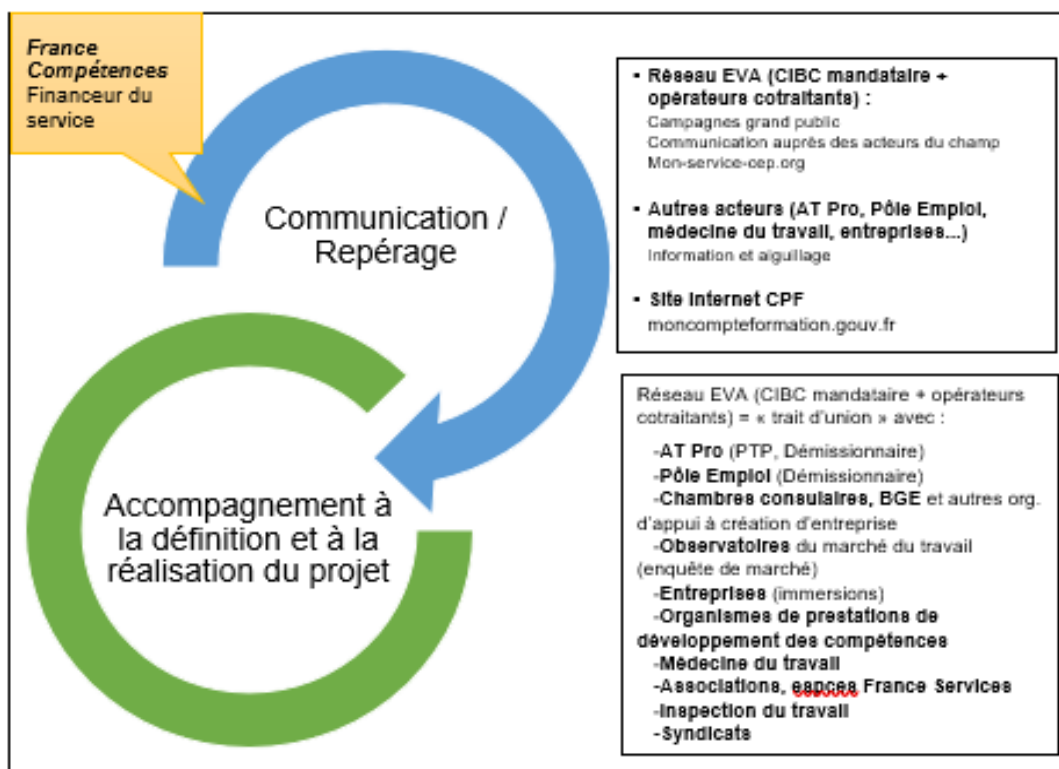 France
Compétences
Financeur du
service
Communication /
Repérage
▪ Réseau EVA (CIBC mandataire +
opérateurs cotraitants) :
Campagnes grand public
Communication auprès des acteurs du champ
Mon-service-cep.org
▪ Autres acteurs (AT Pro, Pôle Emploi,
médecine du travail, entreprises...)
Information et aiguillage
▪ Site Internet CPF
moncompteformation.gouv.fr
Accompagnement à
la définition et à la
réalisation du projet
Réseau EVA (CIBC mandataire + opérateurs
cotraitants) = « trait d'union » avec :
-AT Pro (PTP, Démissionnaire)
-Pôle Emploi (Démissionnaire)
-Chambres consulaires, BGE et autres org.
d'appui à création d'entreprise
-Observatoires du marché du travail
(enquête de marché)
-Entreprises (immersions)
-Organismes de prestations de
développement des compétences
-Médecine du travail
-Associations, espces France Services
-Inspection du travail
-Syndicats